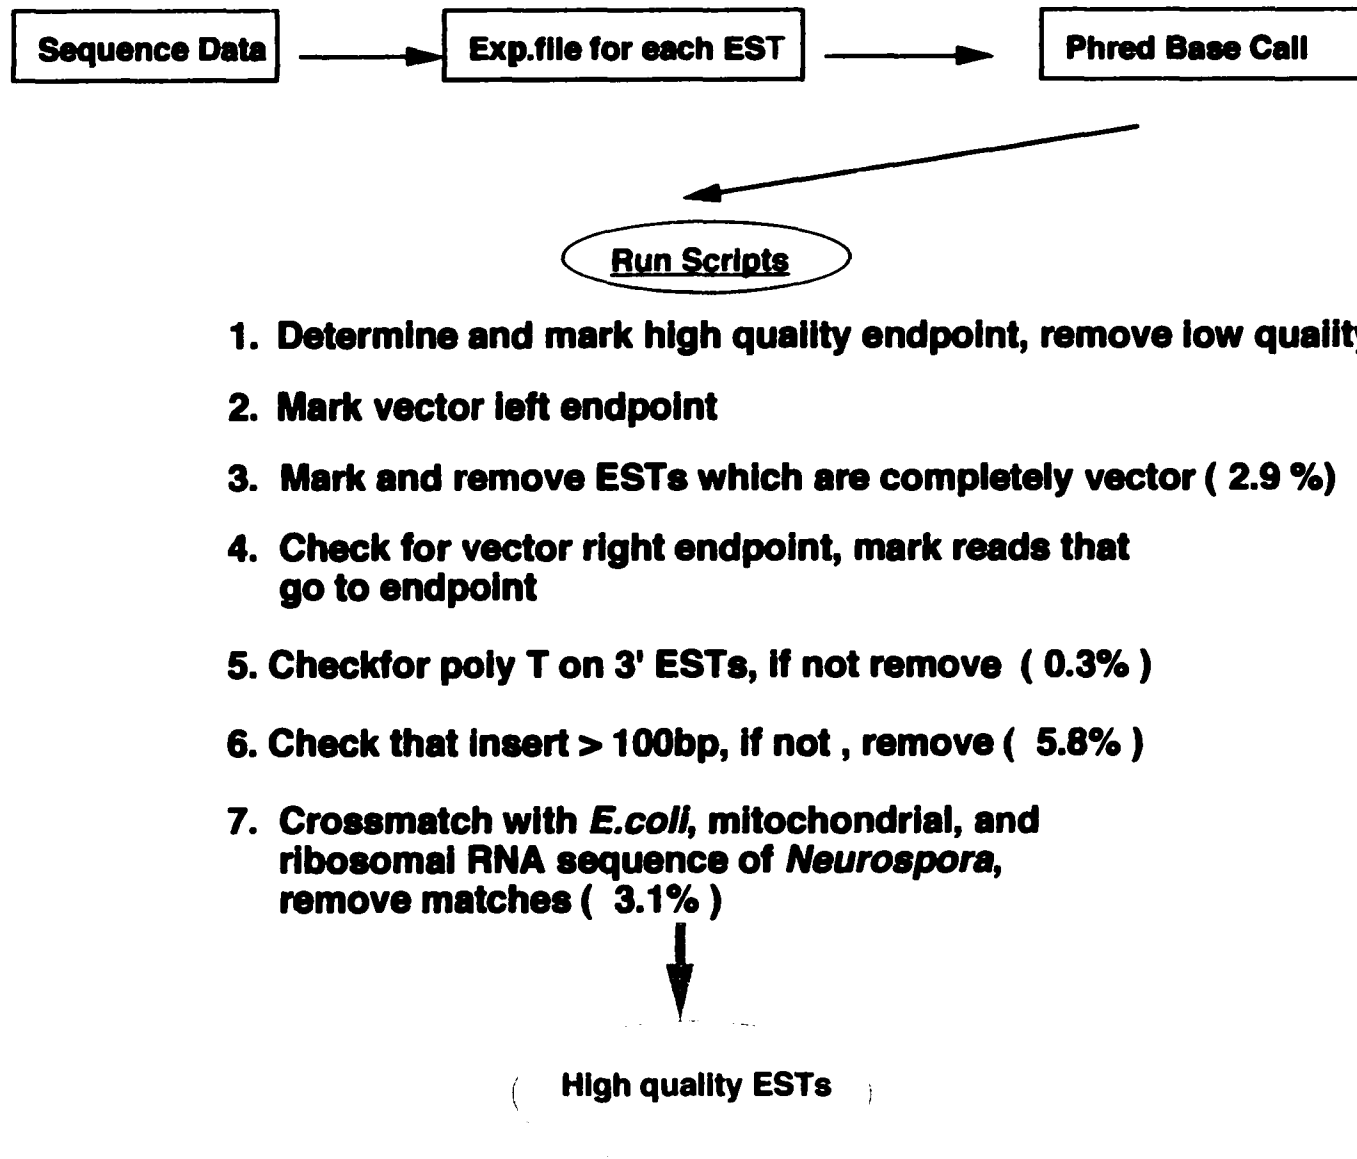 Sequence Data
Exp.file for each EST
Phred Base Call
Run Scripts
1. Determine and mark high quality endpoint, remove low quality
2. Mark vector left endpoint
3. Mark and remove ESTs which are completely vector ( 2.9 %)
4. Check for vector right endpoint, mark reads that
go to endpoint
5. Checkfor poly T on 3' ESTs, if not remove ( 0.3% )
6. Check that insert > 100bp, if not , remove ( 5.8% )
7. Crossmatch with E.coli, mitochondrial, and
ribosomal RNA sequence of Neurospora,
remove matches ( 3.1% )
High quality ESTs